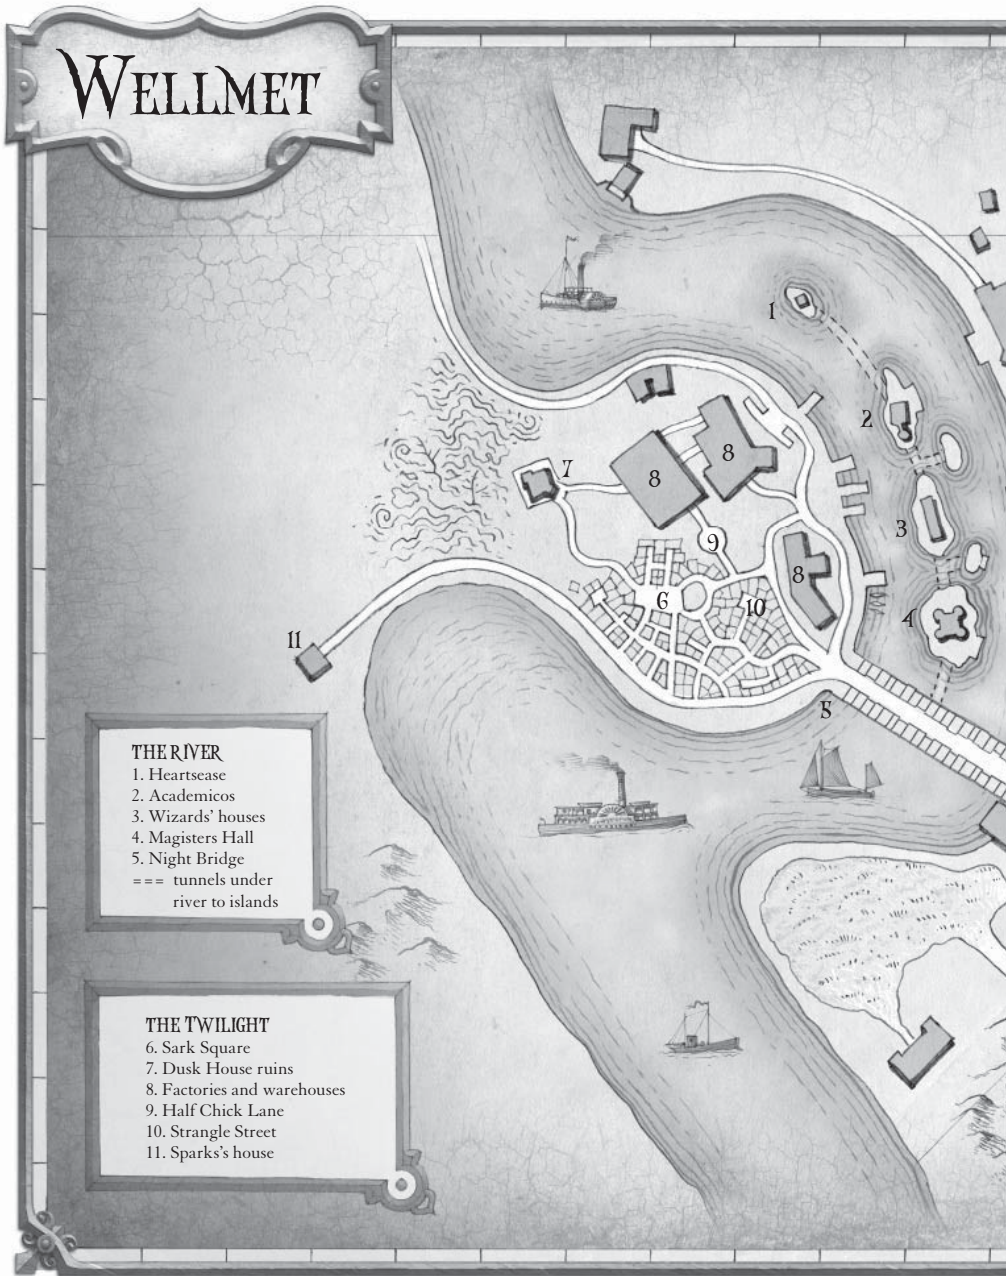 WELLMET
1
2
7
8
8
3
9
8
6
10
4
11
5
THE RIVER
1. Heartsease
2. Academicos
3. Wizards' houses
4. Magisters Hall
5. Night Bridge
=== tunnels under
river to islands
THE TWILIGHT
6. Sark Square
7. Dusk House ruins
8. Factories and warehouses
9. Half Chick Lane
10. Strangle Street
11. Sparks's house